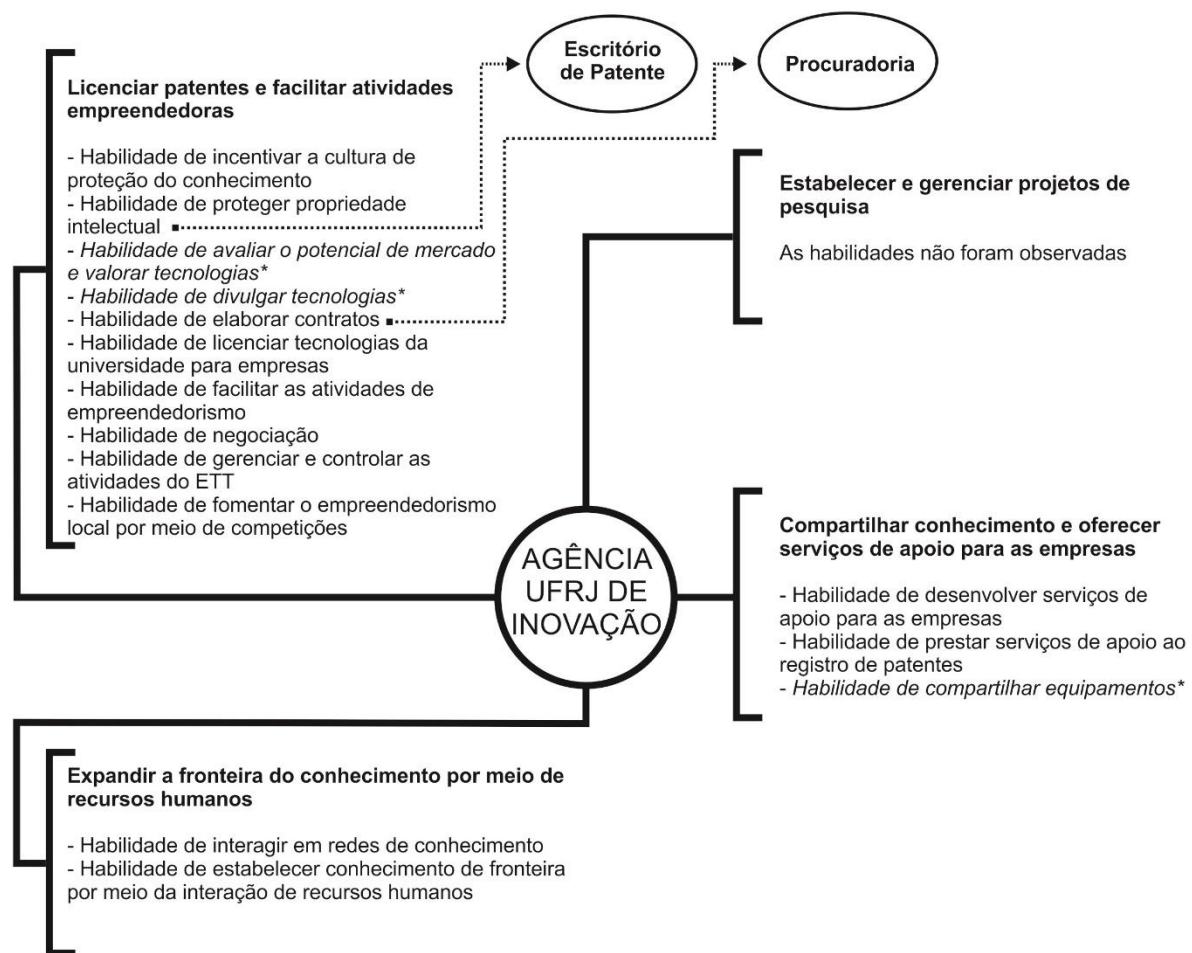 Escritório
de Patente
Procuradoria
Licenciar patentes e facilitar atividades
empreendedoras
- Habilidade de incentivar a cultura de
proteção do conhecimento
- Habilidade de proteger propriedade
intelectual
- Habilidade de avaliar o potencial de mercado
e valorar tecnologias*
- Habilidade de divulgar tecnologias*
- Habilidade de elaborar contratos
- Habilidade de licenciar tecnologias da
universidade para empresas
- Habilidade de facilitar as atividades de
empreendedorismo
- Habilidade de negociação
- Habilidade de gerenciar e controlar as
atividades do ETT
- Habilidade de fomentar o empreendedorismo
local por meio de competições
Estabelecer e gerenciar projetos de
pesquisa
As habilidades não foram observadas
AGÊNCIA
UFRJ DE
INOVAÇÃO
Compartilhar conhecimento e oferecer
serviços de apoio para as empresas
- Habilidade de desenvolver serviços de
apoio para as empresas
- Habilidade de prestar serviços de apoio ao
registro de patentes
- Habilidade de compartilhar equipamentos*
Expandir a fronteira do conhecimento por meio de
recursos humanos
- Habilidade de interagir em redes de conhecimento
- Habilidade de estabelecer conhecimento de fronteira
por meio da interação de recursos humanos